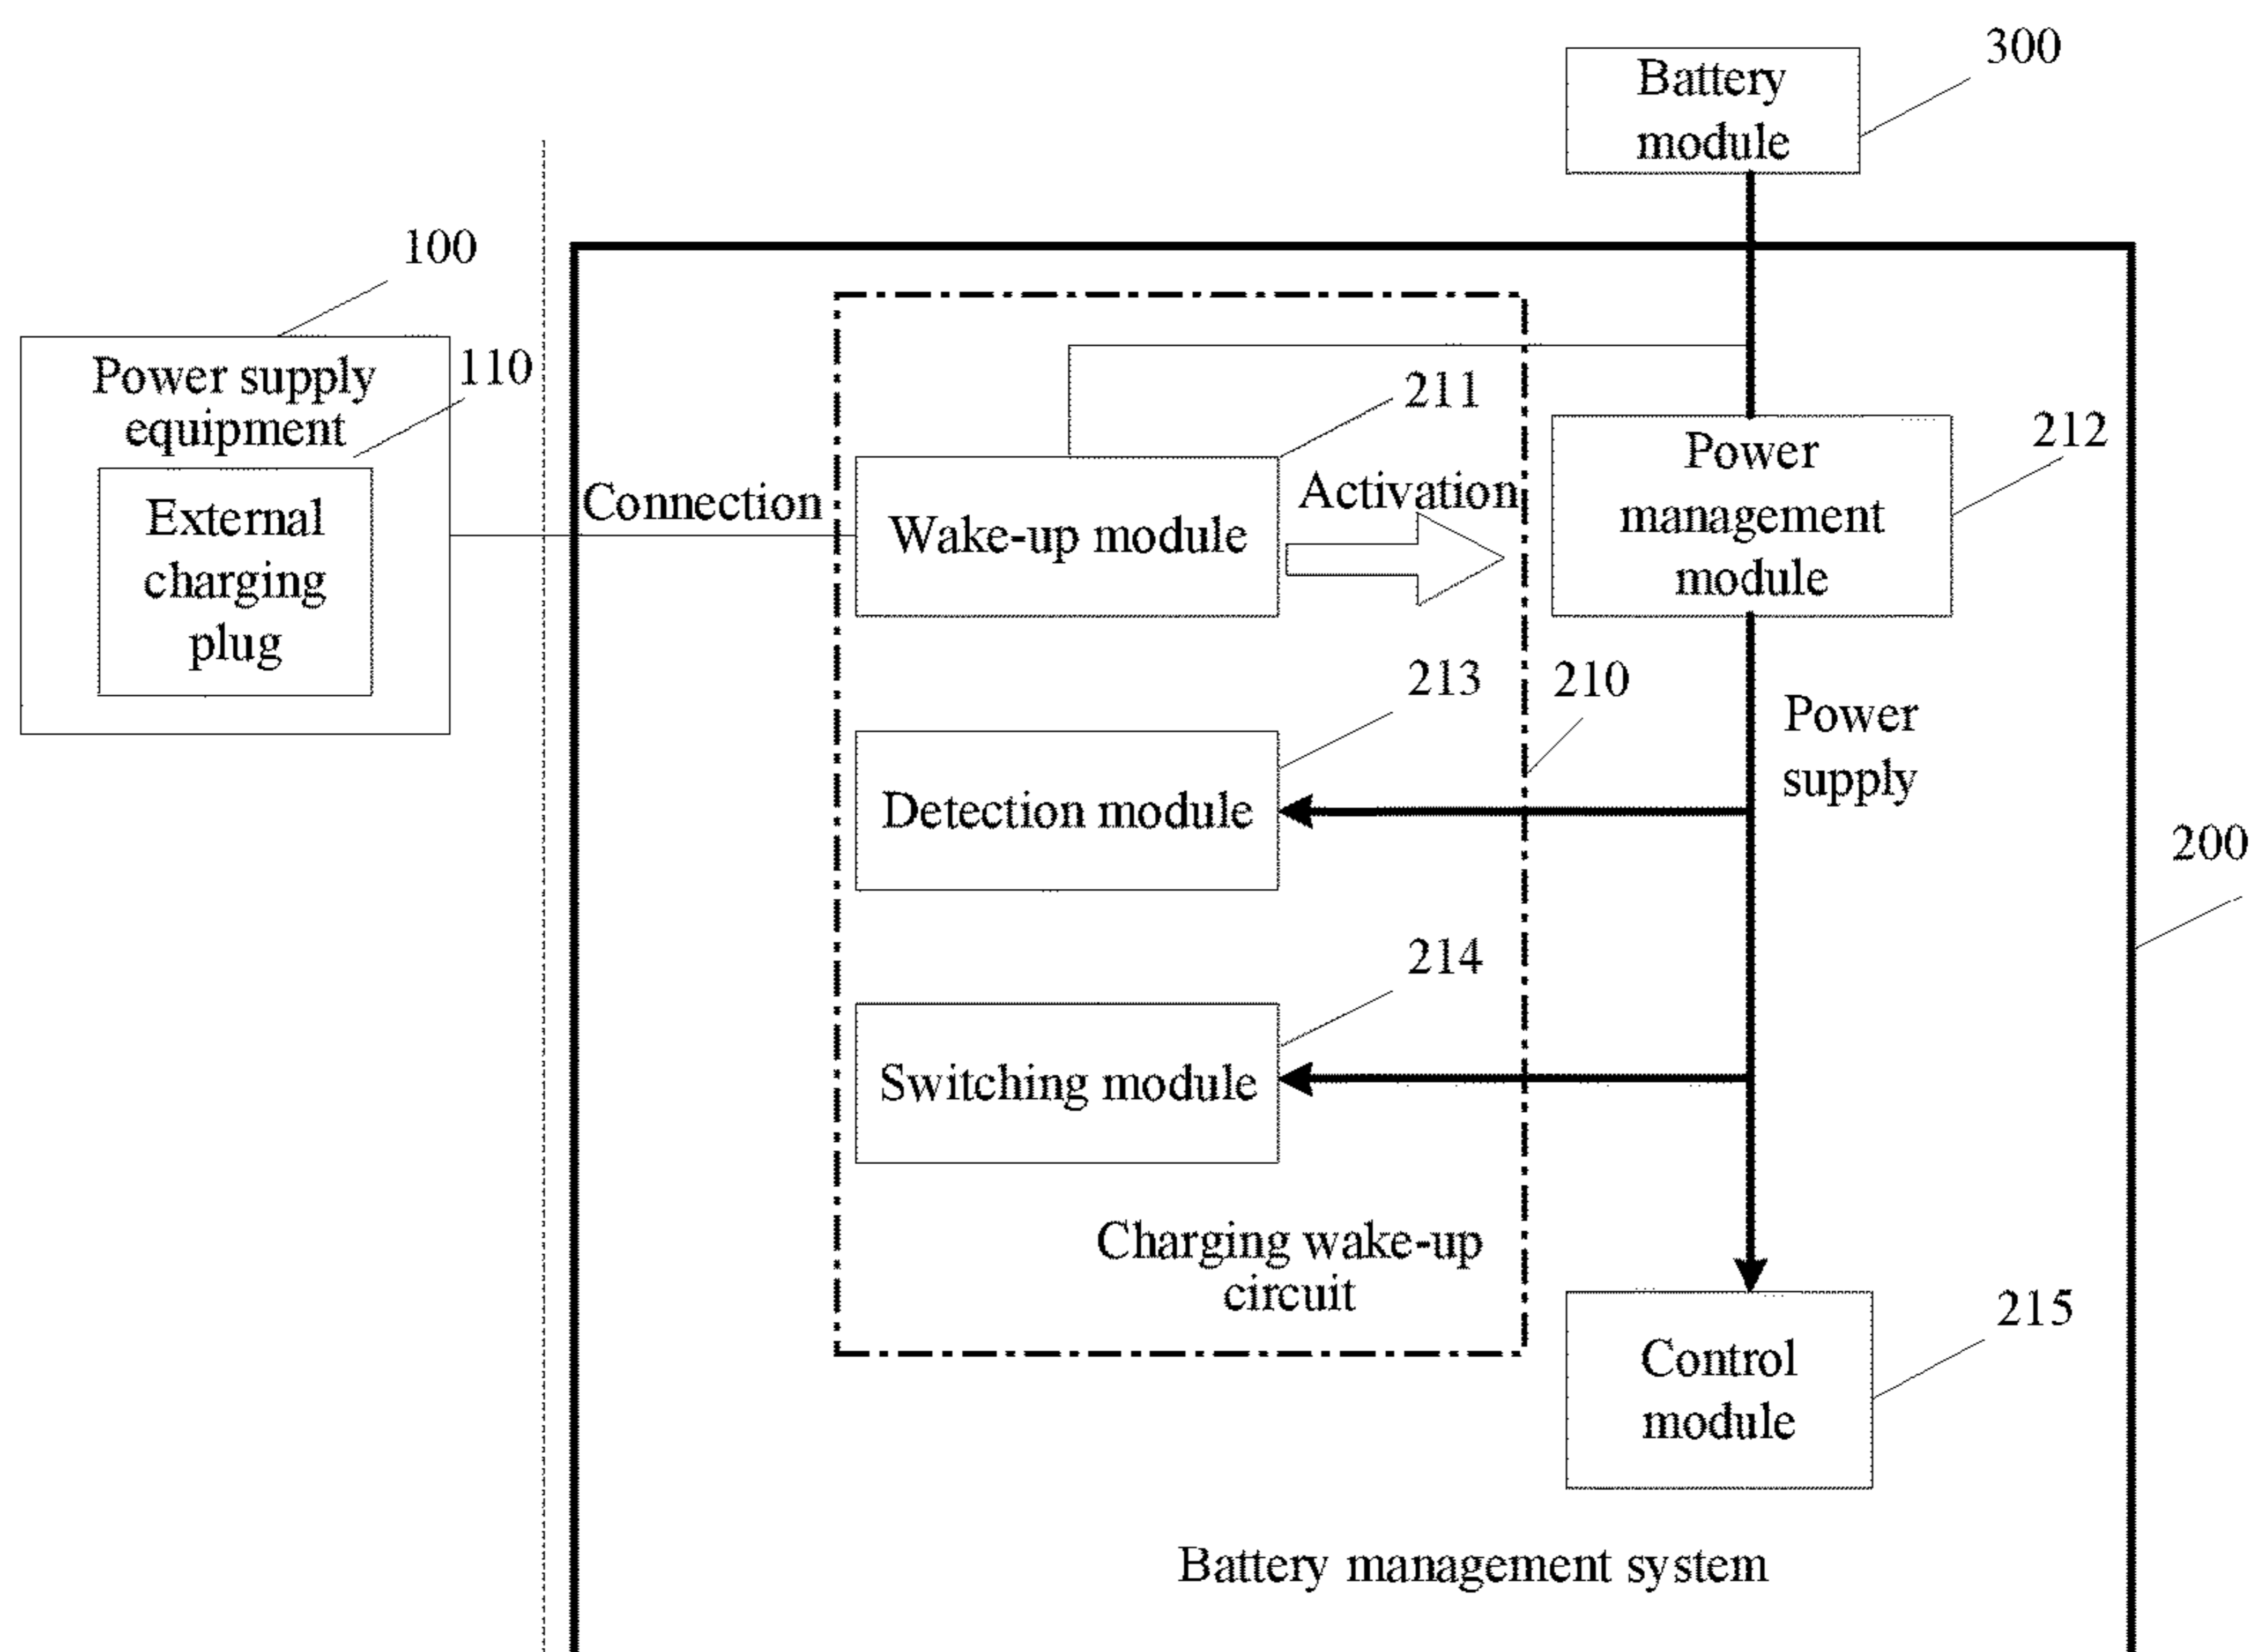 300
Battery
module
100
Power supply
equipment
110
External
charging
plug
Connection
211
Wake-up module
Activation
212
Power
management
module
213
Detection module
210
Power
supply
200
214
Switching module
Charging wake-up
circuit
215
Control
module
Battery management system